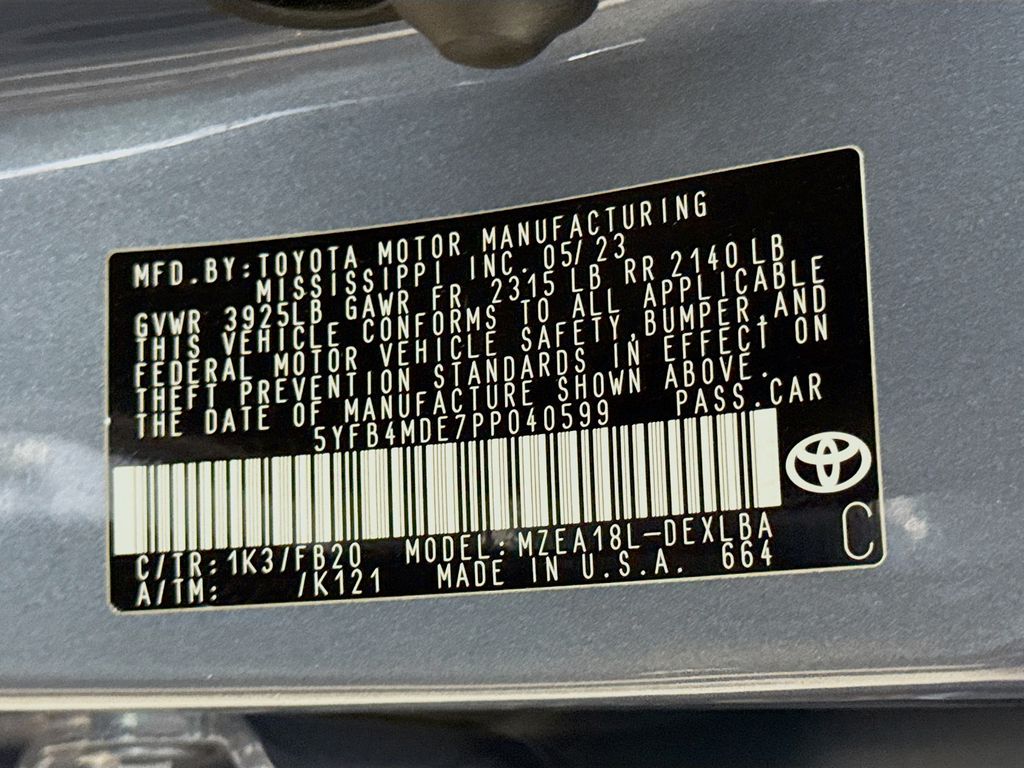 MFD.BY:TOYOTA MOTOR MANUFACTURING
MISSISSIPPI INC. 05/23
GVWR 3925LB GAWR FR. 2315 LB RR 2140 LB
THIS VEHICLE CONFORMS TO ALL APPLICABLE
FEDERAL MOTOR VEHICLE SAFETY,BUMPER,AND
THEFT PREVENTION STANDARDS IN EFFECT ON
THE DATE OF MANUFACTURE SHOWN ABOVE.
5YFB4MDE7PP040599 PASS.CAR
C/TR:1K3/FB20 MODEL:MZEA18L-DEXLBA
A/TM: /K121 MADE IN U.S.A. 664
C